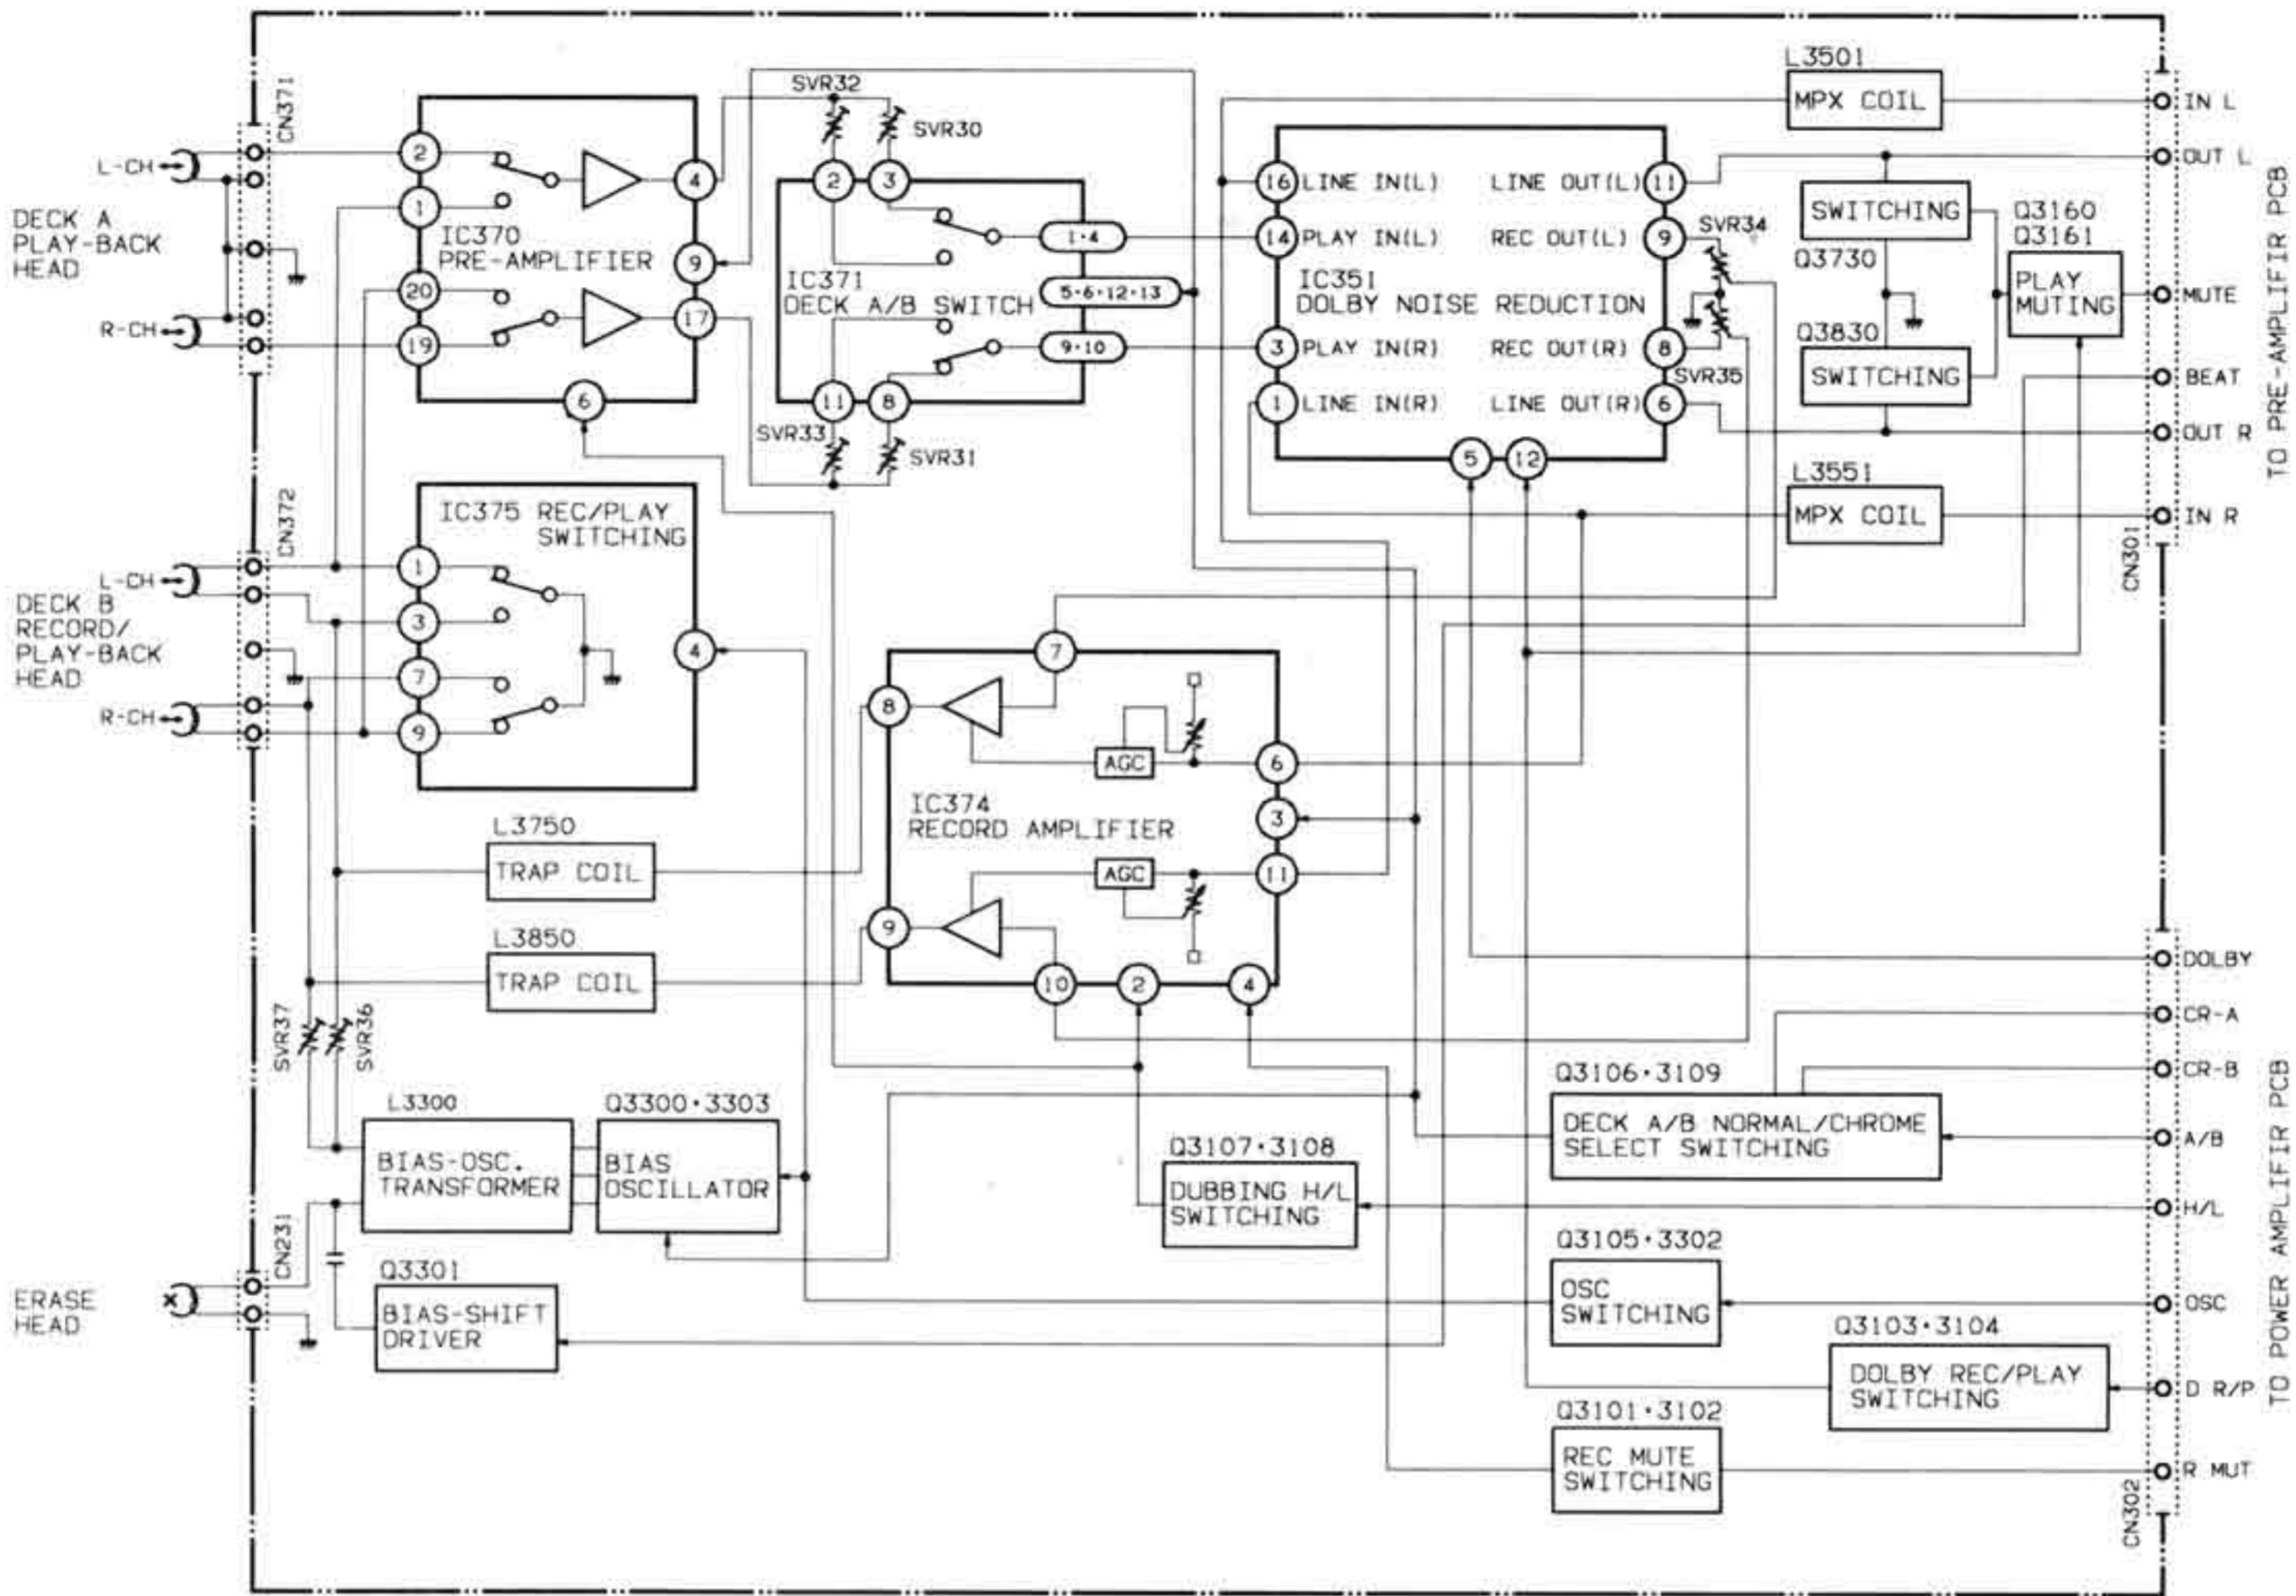 CN371
L-CH
DECK A
PLAY-BACK
HEAD
R-CH
2
1
20
19
4
9
17
6
IC370
PRE-AMPLIFIER
SVR32
SVR30
2
3
IC371
DECK A/B SWITCH
1·4
5·6·12·13
9·10
11
8
SVR33
SVR31
16
LINE IN(L)
LINE OUT(L)
11
14
PLAY IN(L)
REC OUT(L)
9
IC351
DOLBY NOISE REDUCTION
3
PLAY IN(R)
REC OUT(R)
8
1
LINE IN(R)
LINE OUT(R)
6
5
12
SVR34
SVR35
L3501
MPX COIL
SWITCHING
Q3730
Q3830
SWITCHING
Q3160
Q3161
PLAY
MUTING
L3551
MPX COIL
IN L
OUT L
MUTE
BEAT
OUT R
IN R
CN301
TO PRE-AMPLIFIR PCB
CN372
L-CH
DECK B
RECORD/
PLAY-BACK
HEAD
R-CH
IC375 REC/PLAY
SWITCHING
1
3
7
9
4
7
8
AGC
6
IC374
RECORD AMPLIFIER
3
AGC
11
9
10
2
4
L3750
TRAP COIL
L3850
TRAP COIL
SVR37
SVR36
L3300
BIAS-OSC.
TRANSFORMER
Q3300·3303
BIAS
OSCILLATOR
CN231
ERASE
HEAD
Q3301
BIAS-SHIFT
DRIVER
Q3107·3108
DUBBING H/L
SWITCHING
Q3106·3109
DECK A/B NORMAL/CHROME
SELECT SWITCHING
Q3105·3302
OSC
SWITCHING
Q3103·3104
DOLBY REC/PLAY
SWITCHING
Q3101·3102
REC MUTE
SWITCHING
DOLBY
CR-A
CR-B
A/B
H/L
OSC
D R/P
R MUT
CN302
TO POWER AMPLIFIR PCB